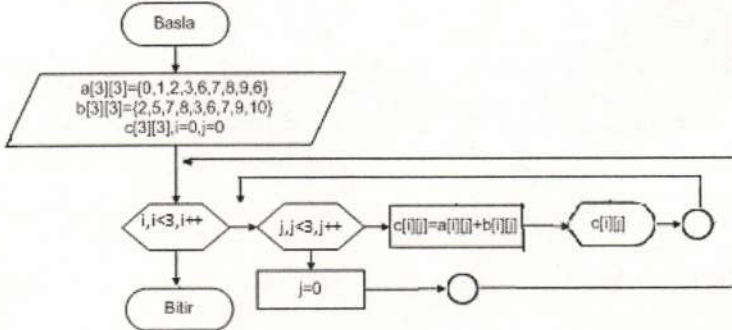 Basla
a[3][3]={0,1,2,3,6,7,8,9,6}
b[3][3]={2,5,7,8,3,6,7,9,10}
c[3][3],i=0,j=0
i,i<3,i++
j,j<3,j++
c[i][j]=a[i][j]+b[i][j]
c[i][j]
j=0
Bitir